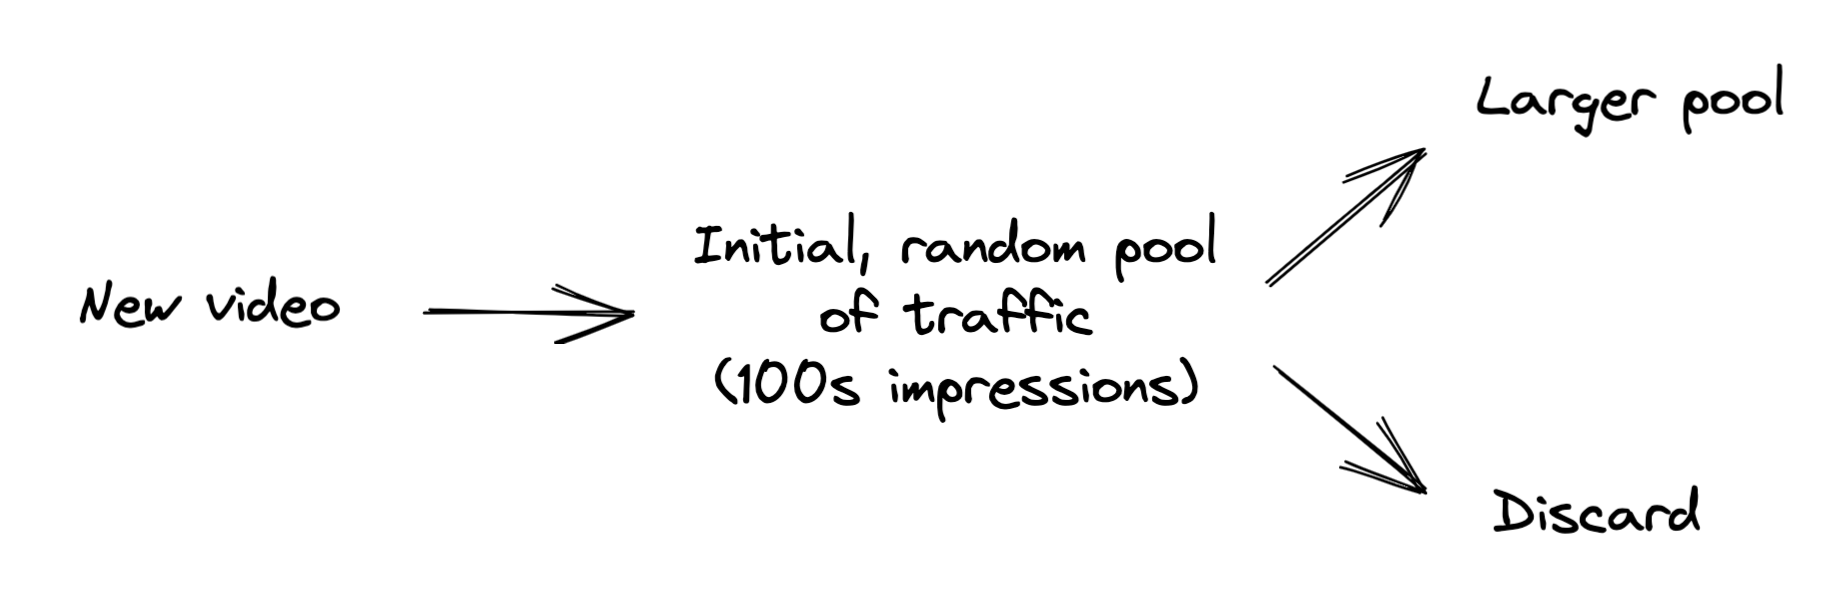 New video
Initial, random pool
of traffic
(100s impressions)
Larger pool
Discard